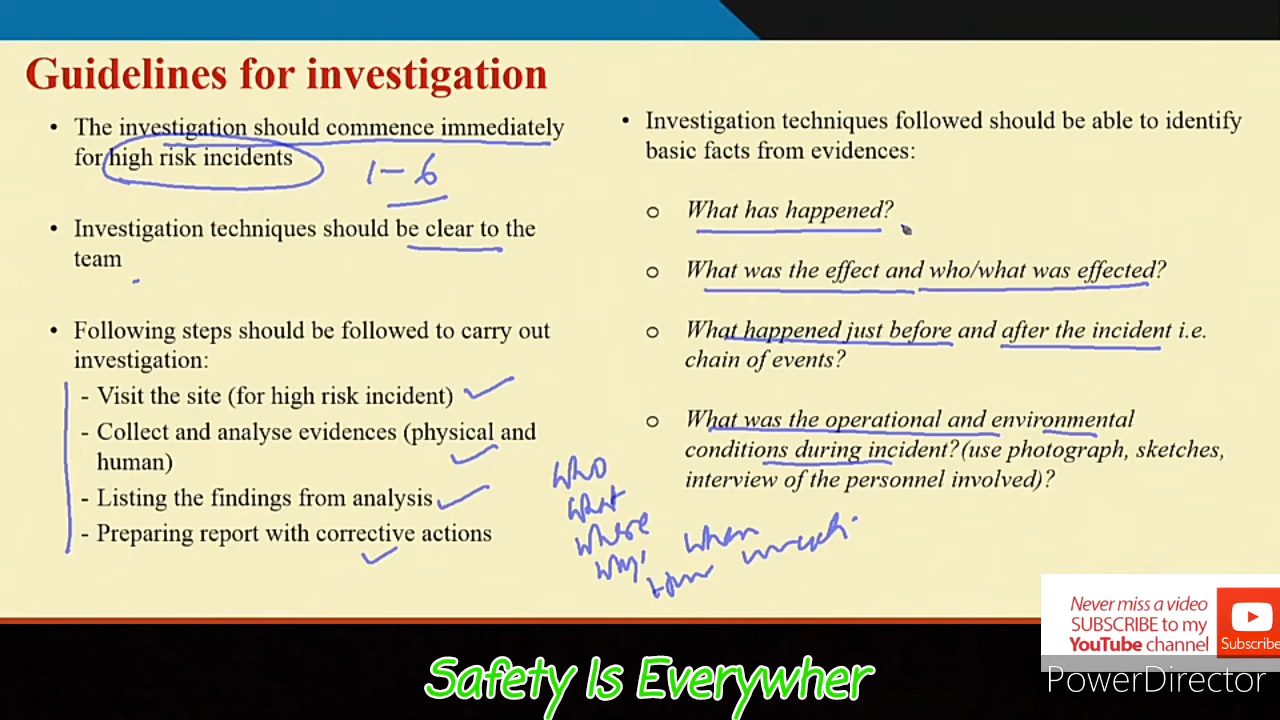 Guidelines for investigation
• The investigation should commence immediately
for high risk incidents
1-6
• Investigation techniques should be clear to the
team
• Following steps should be followed to carry out
investigation:
- Visit the site (for high risk incident)
- Collect and analyse evidences (physical and
human)
- Listing the findings from analysis
- Preparing report with corrective actions
• Investigation techniques followed should be able to identify
basic facts from evidences:
o What has happened?
o What was the effect and who/what was effected?
o What happened just before and after the incident i.e.
chain of events?
o What was the operational and environmental
conditions during incident?(use photograph, sketches,
interview of the personnel involved)?
who
what
where
why
when
How
Never miss a video
SUBSCRIBE to my
YouTube channel
Subscribe
PowerDirector
Safety Is Everywher